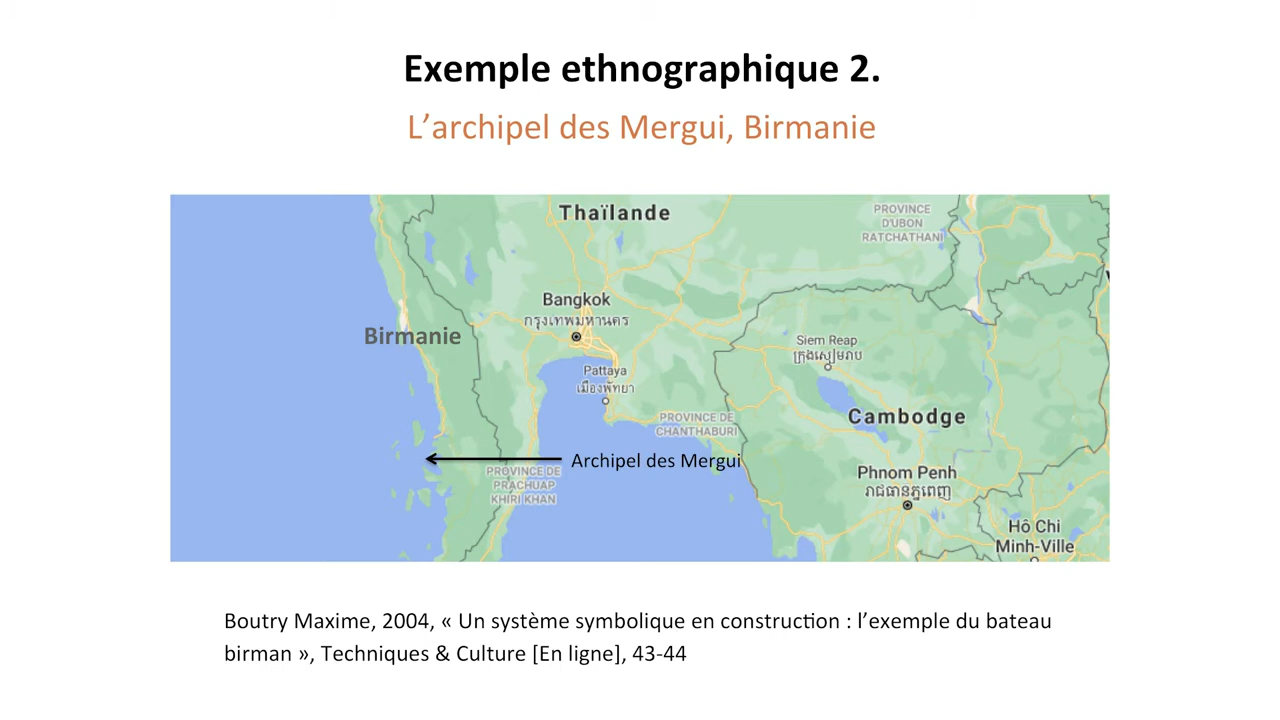 Exemple ethnographique 2.
L’archipel des Mergui, Birmanie
Thaïlande
PROVINCE
D'UBON
RATCHATHANI
Bangkok
กรุงเทพมหานคร
Birmanie
Siem Reap
ក្រុងសៀមរាប
Pattaya
เมืองพัทยา
PROVINCE DE
CHANTHABURI
Cambodge
Archipel des Mergui
PROVINCE DE
PRACHUAP
KHIRI KHAN
Phnom Penh
រាជធានីភ្នំពេញ
Hô Chi
Minh-Ville
Boutry Maxime, 2004, « Un système symbolique en construction : l’exemple du bateau
birman », Techniques & Culture [En ligne], 43-44